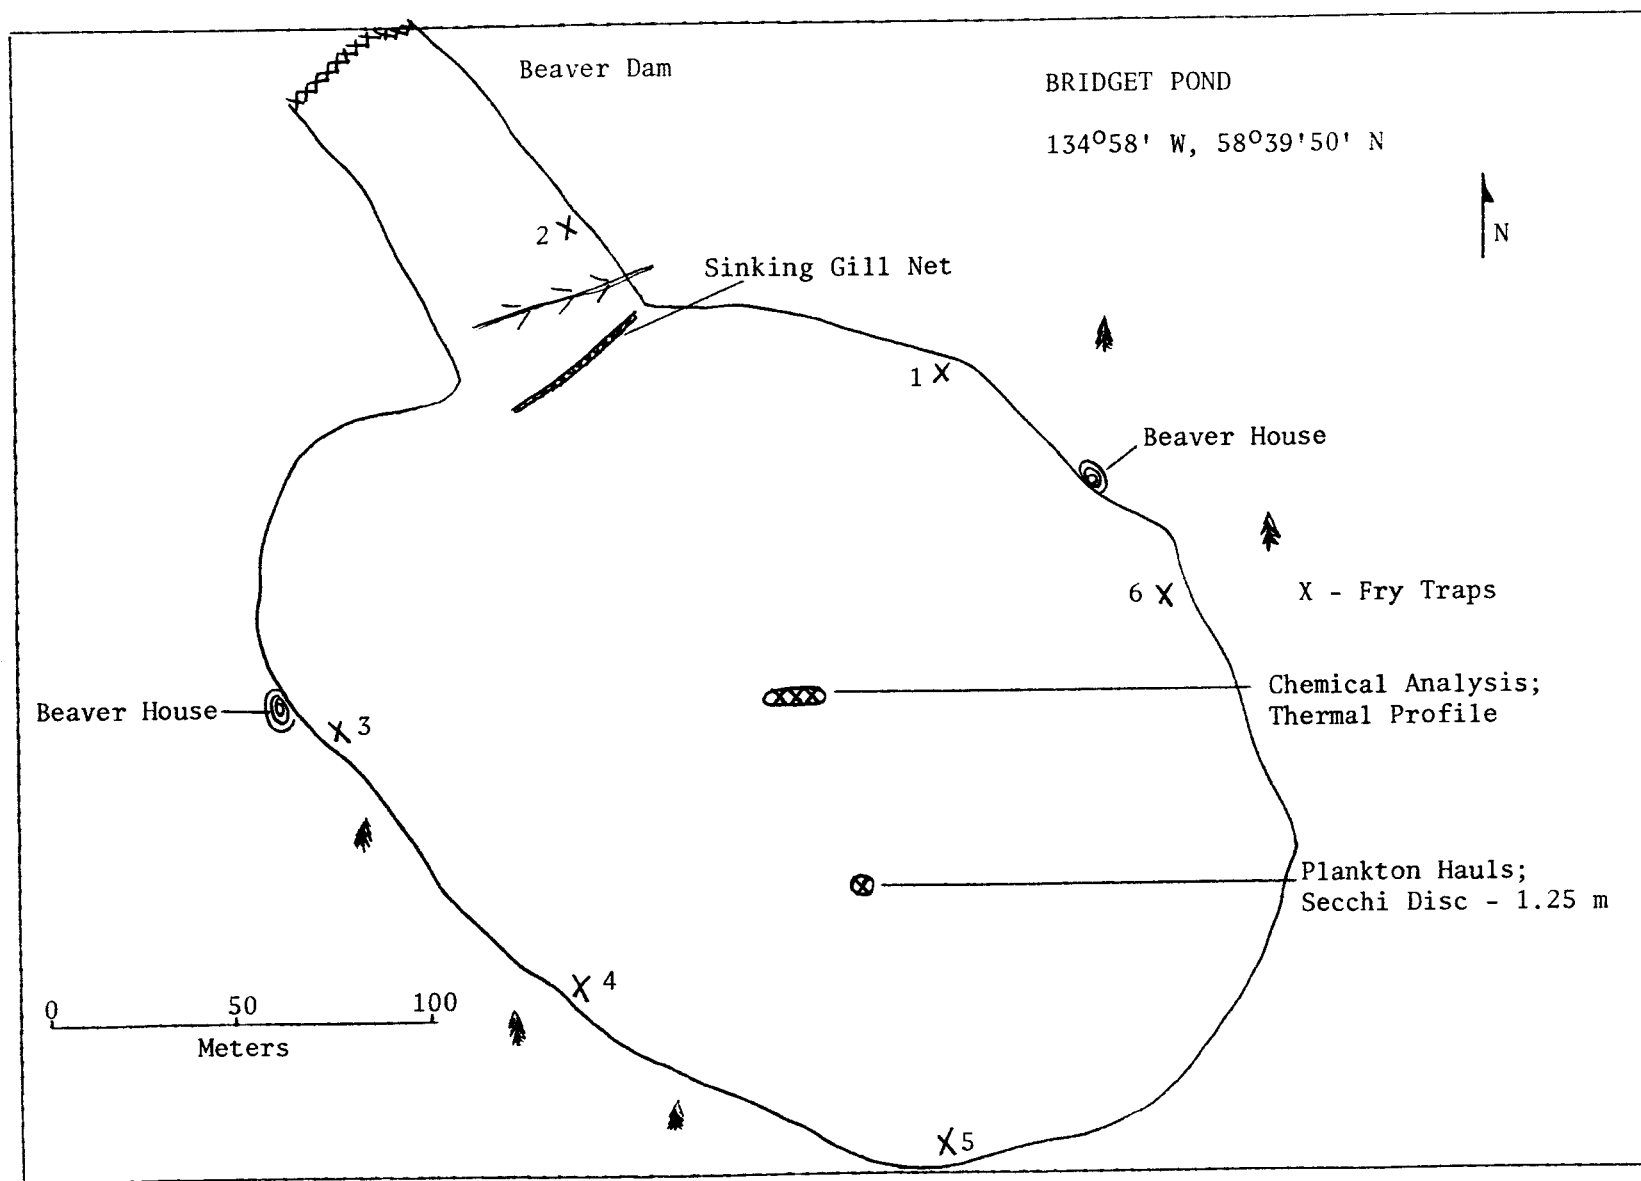 Beaver Dam
BRIDGET POND
134°58' W, 58°39'50' N
N
2 X
Sinking Gill Net
1 X
Beaver House
6 X
X - Fry Traps
Chemical Analysis;
Thermal Profile
Beaver House
X 3
Plankton Hauls;
Secchi Disc - 1.25 m
X 4
0 50 100
Meters
X 5